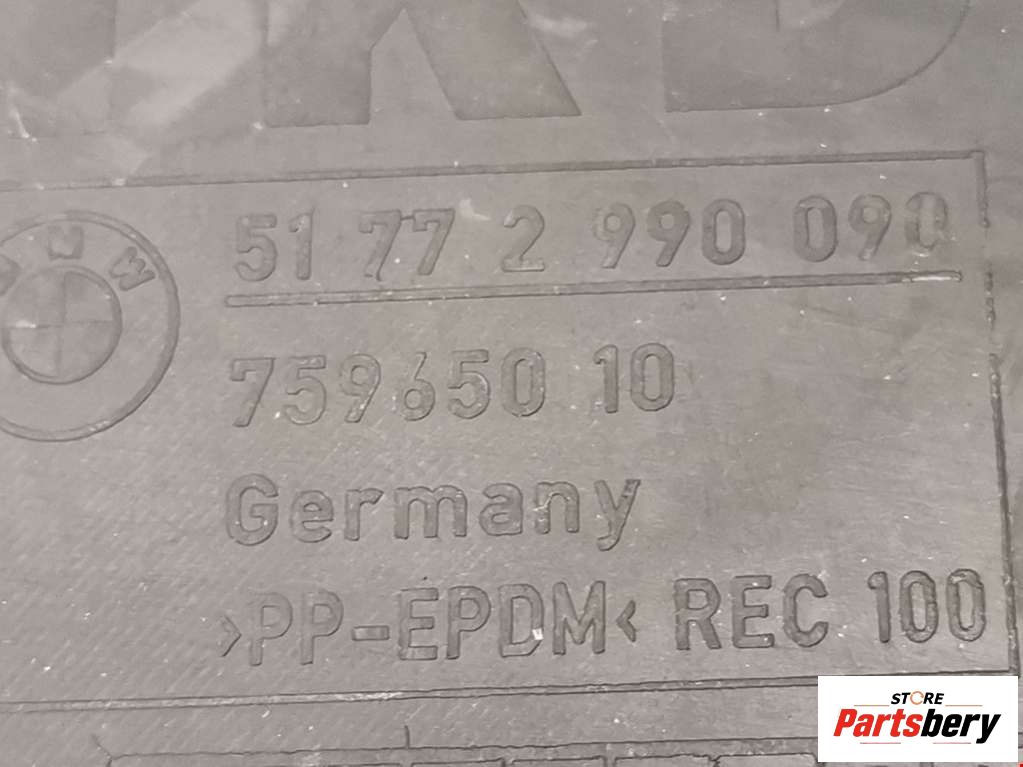 BMW
51 77 2 990 090
759650 10
Germany
>PP-EPDM< REC 100
STORE
Partsbery